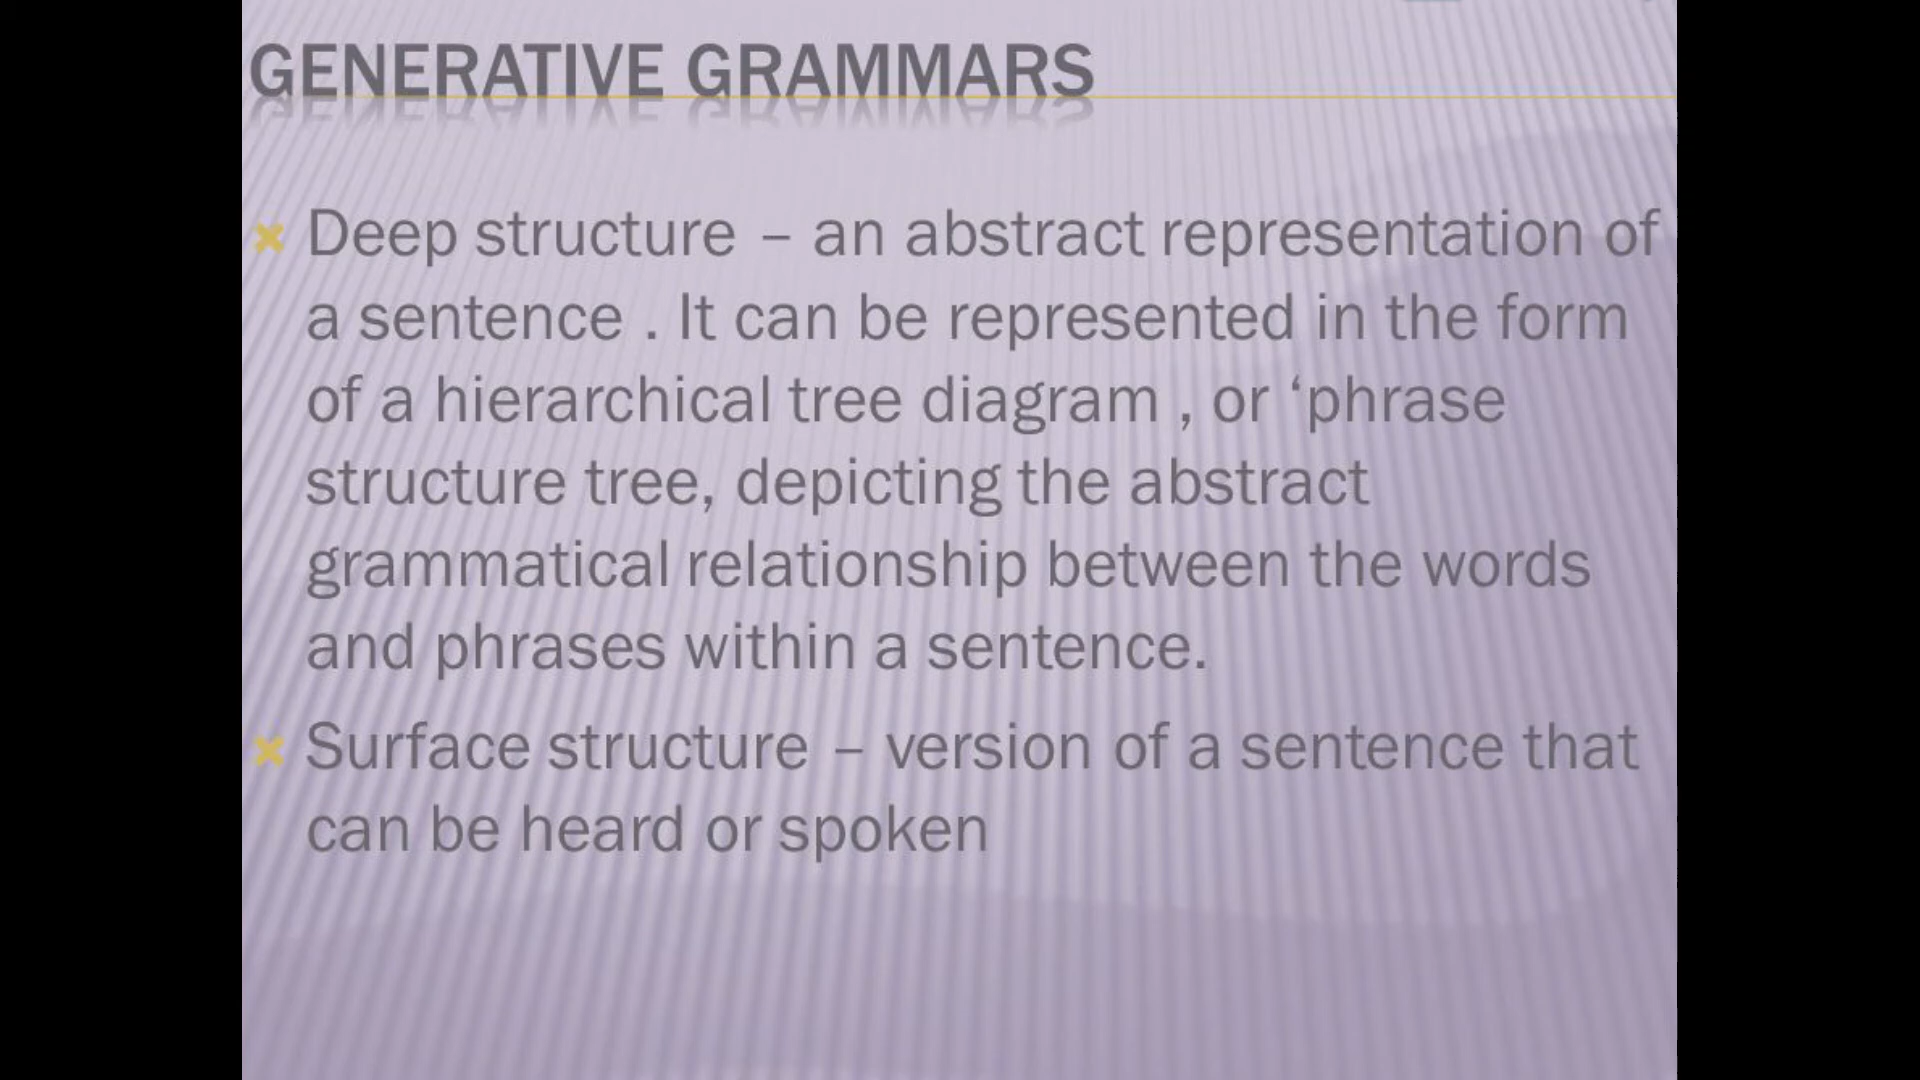 GENERATIVE GRAMMARS
Deep structure – an abstract representation of
a sentence . It can be represented in the form
of a hierarchical tree diagram , or ‘phrase
structure tree, depicting the abstract
grammatical relationship between the words
and phrases within a sentence.
Surface structure – version of a sentence that
can be heard or spoken